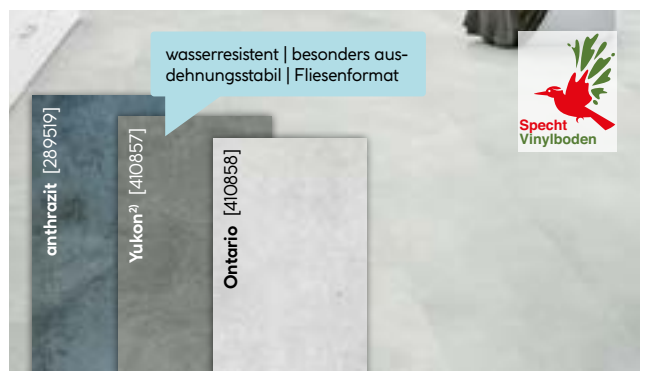 wasserresistent | besonders aus-
dehnungsstabil | Fliesenformat
Specht
Vinylboden
anthrazit [289519]
Yukon²⁾ [410857]
Ontario [410858]